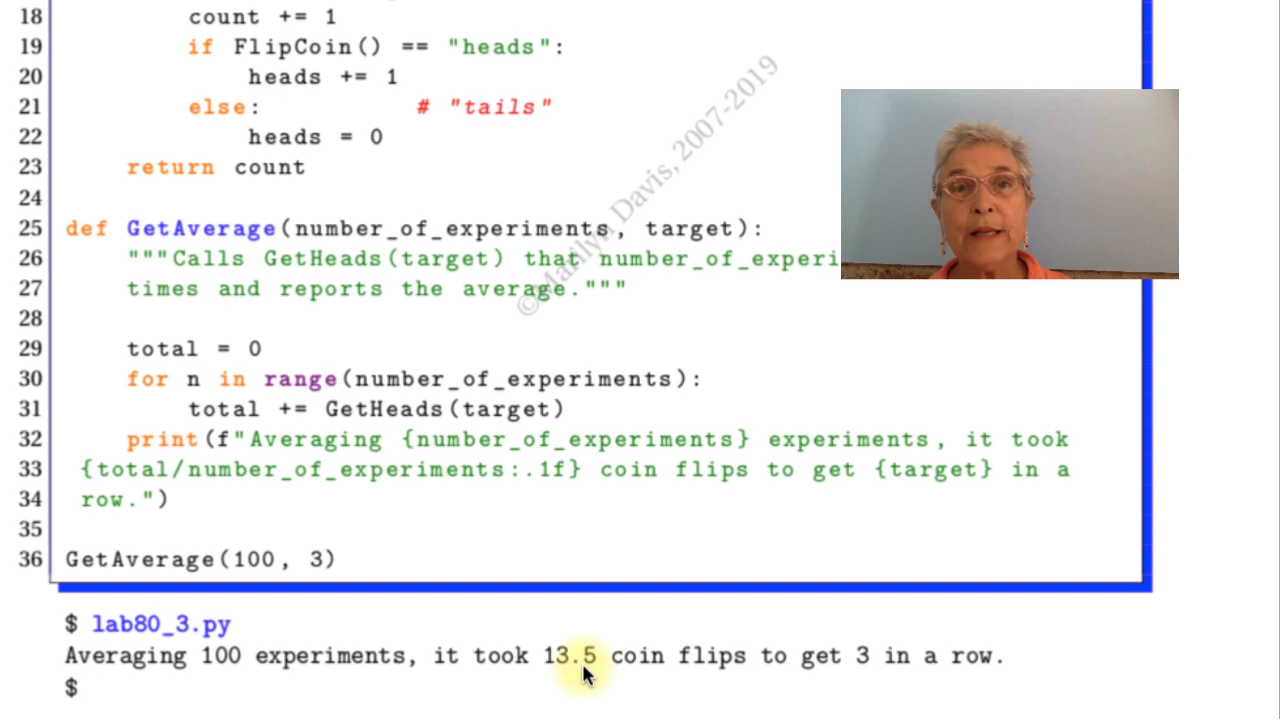 18 count += 1
19 if FlipCoin() == "heads":
20 heads += 1
21 else: # "tails"
22 heads = 0
23 return count
24
25 def GetAverage(number_of_experiments, target):
26 """Calls GetHeads(target) that number_of_experi
27 times and reports the average."""
28
29 total = 0
30 for n in range(number_of_experiments):
31 total += GetHeads(target)
32 print(f"Averaging {number_of_experiments} experiments, it took
33 {total/number_of_experiments:.1f} coin flips to get {target} in a
34 row.")
35
36 GetAverage(100, 3)
$ lab80_3.py
Averaging 100 experiments, it took 13.5 coin flips to get 3 in a row.
$
©Marilyn Davis, 2007-2019